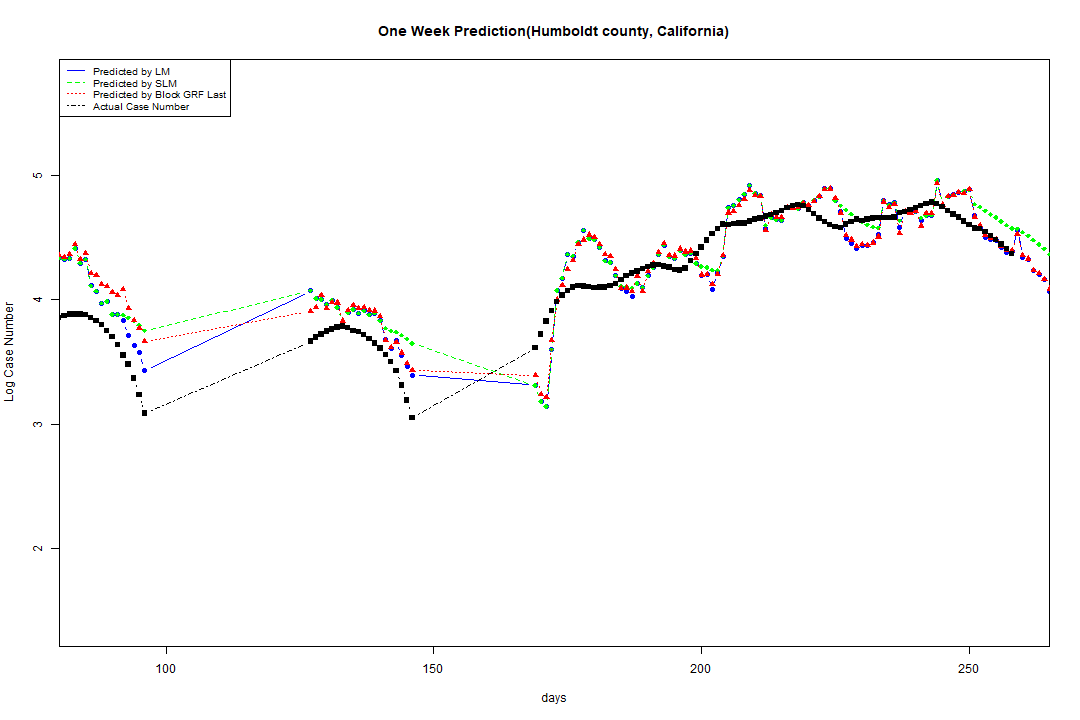 One Week Prediction(Humboldt county, California)
Predicted by LM
Predicted by SLM
Predicted by Block GRF Last
Actual Case Number
5
4
3
2
Log Case Number
100 150 200 250
days